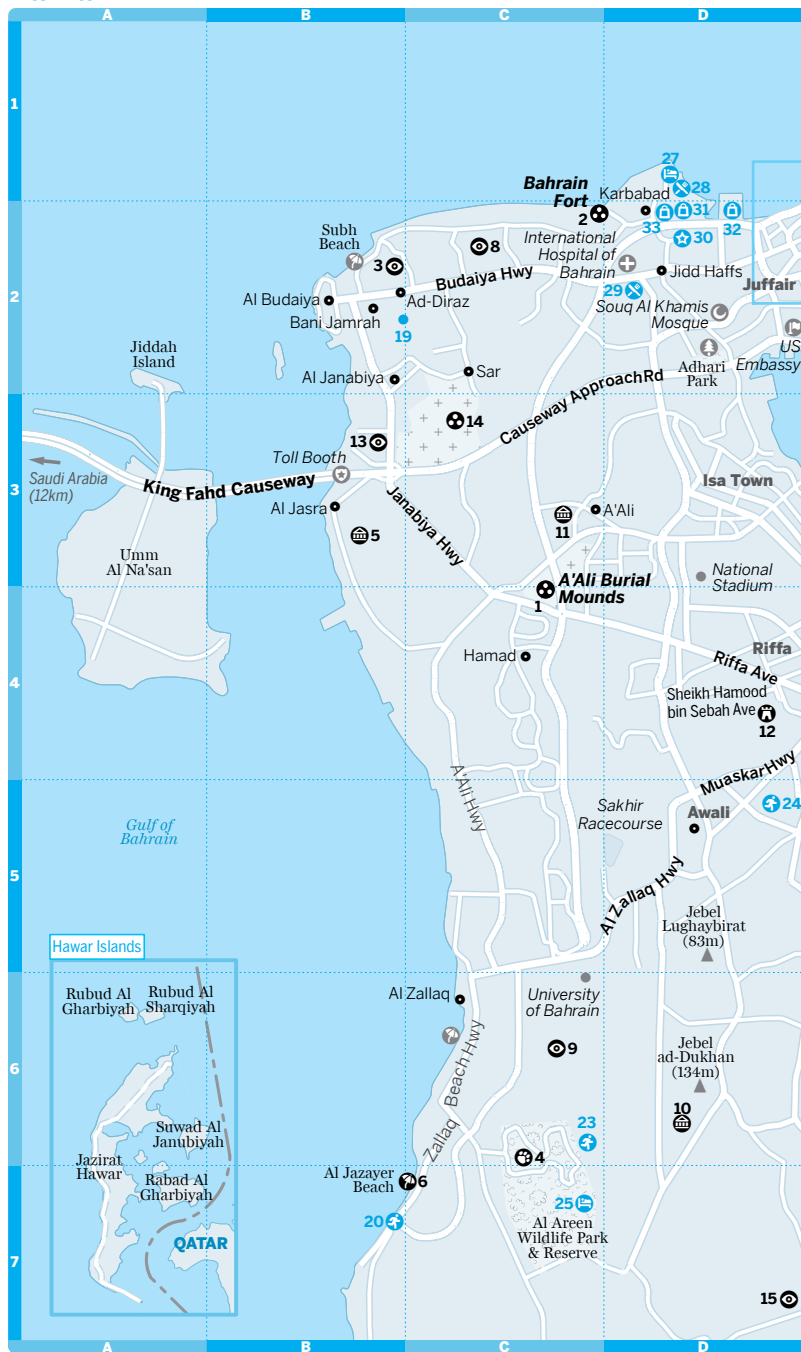 A B C D
1
27
Bahrain
Fort
2
Karbabad
28
31
33
32
30
Subh
Beach
8
International
Hospital of
Bahrain
3
2
Budaiya Hwy
Jidd Haffs
Juffair
Al Budaiya
Ad-Diraz
29
Souq Al Khamis
Mosque
Bani Jamrah
19
US
Embassy
Jiddah
Island
Adhari
Park
Al Janabiya
Sar
Causeway Approach Rd
14
13
Toll Booth
Saudi Arabia
(12km)
King Fahd Causeway
3
Isa Town
Al Jasra
Janabiya Hwy
A'Ali
11
5
Umm
Al Na'san
National
Stadium
A'Ali Burial
Mounds
1
Hamad
Riffa
Riffa Ave
4
Sheikh Hamood
bin Sebah Ave
12
Muaskar Hwy
A'Ali Hwy
24
Sakhir
Racecourse
Awali
Gulf of
Bahrain
5
Al Zallaq Hwy
Jebel
Lughaybirat
(83m)
Hawar Islands
Rubud Al
Gharbiyah
Rubud Al
Sharqiyah
Al Zallaq
University
of Bahrain
9
Jebel
ad-Dukhan
(134m)
6
Zallaq Beach Hwy
10
Suwad Al
Janubiyah
23
Jazirat
Hawar
Rabad Al
Gharbiyah
4
Al Jazayer
Beach
6
25
20
Al Areen
Wildlife Park
& Reserve
QATAR
7
15
A B C D